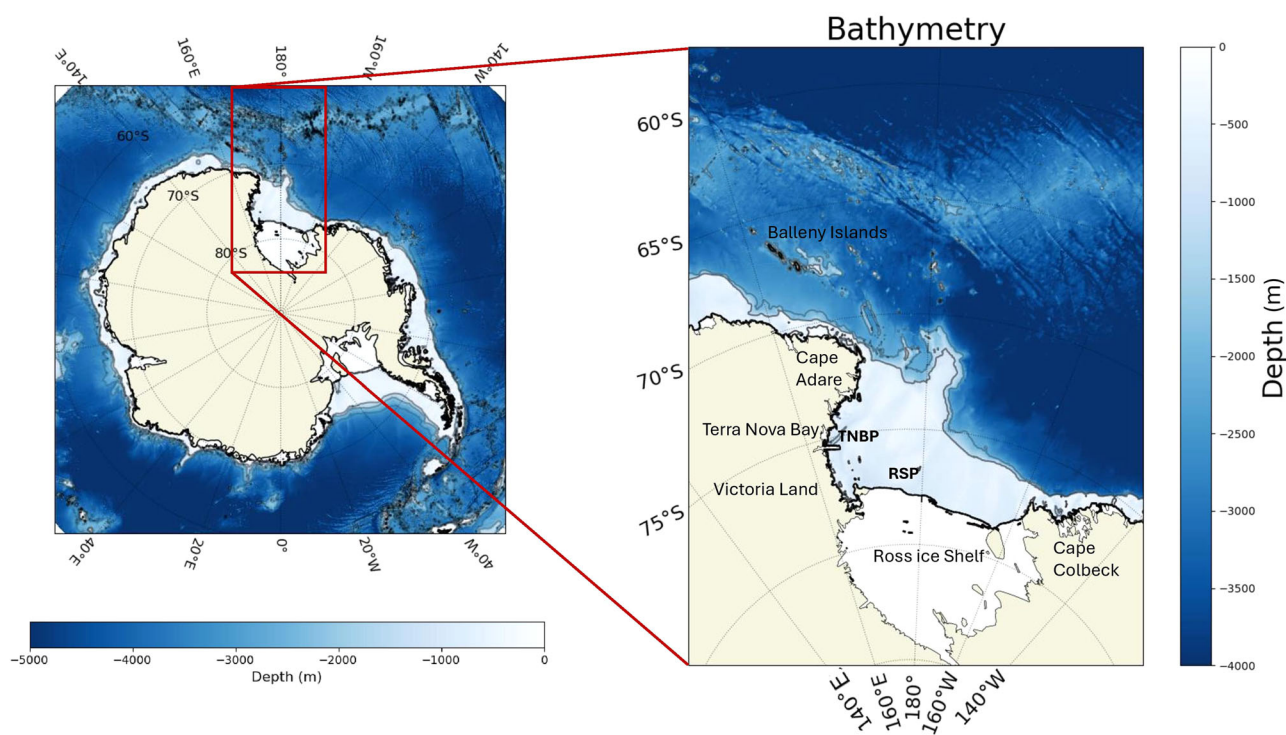 Bathymetry
140°E
160°E
180°
160°W
140°W
60°S
70°S
80°S
40°E
20°E
0°
20°W
40°W
−5000
−4000
−3000
−2000
−1000
0
Depth (m)
60°S
65°S
70°S
75°S
Balleny Islands
Cape
Adare
Terra Nova Bay
TNBP
RSP
Victoria Land
Ross ice Shelf
Cape
Colbeck
140°E
160°E
180°
160°W
140°W
0
−500
−1000
−1500
−2000
−2500
−3000
−3500
−4000
Depth (m)